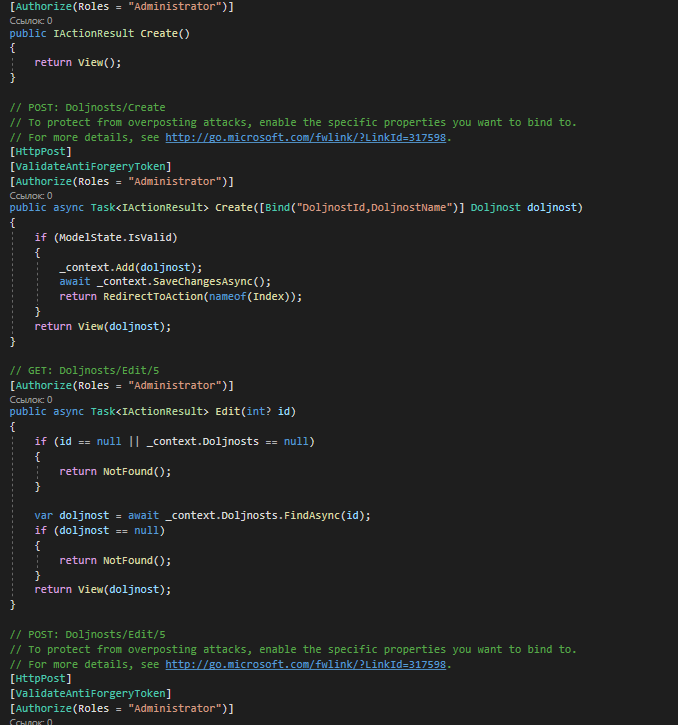 [Authorize(Roles = "Administrator")]
Ссылок: 0
public IActionResult Create()
{
return View();
}
// POST: Doljnosts/Create
// To protect from overposting attacks, enable the specific properties you want to bind to.
// For more details, see http://go.microsoft.com/fwlink/?LinkId=317598.
[HttpPost]
[ValidateAntiForgeryToken]
[Authorize(Roles = "Administrator")]
Ссылок: 0
public async Task<IActionResult> Create([Bind("DoljnostId,DoljnostName")] Doljnost doljnost)
{
if (ModelState.IsValid)
{
_context.Add(doljnost);
await _context.SaveChangesAsync();
return RedirectToAction(nameof(Index));
}
return View(doljnost);
}
// GET: Doljnosts/Edit/5
[Authorize(Roles = "Administrator")]
Ссылок: 0
public async Task<IActionResult> Edit(int? id)
{
if (id == null || _context.Doljnosts == null)
{
return NotFound();
}
var doljnost = await _context.Doljnosts.FindAsync(id);
if (doljnost == null)
{
return NotFound();
}
return View(doljnost);
}
// POST: Doljnosts/Edit/5
// To protect from overposting attacks, enable the specific properties you want to bind to.
// For more details, see http://go.microsoft.com/fwlink/?LinkId=317598.
[HttpPost]
[ValidateAntiForgeryToken]
[Authorize(Roles = "Administrator")]
Ссылок: 0